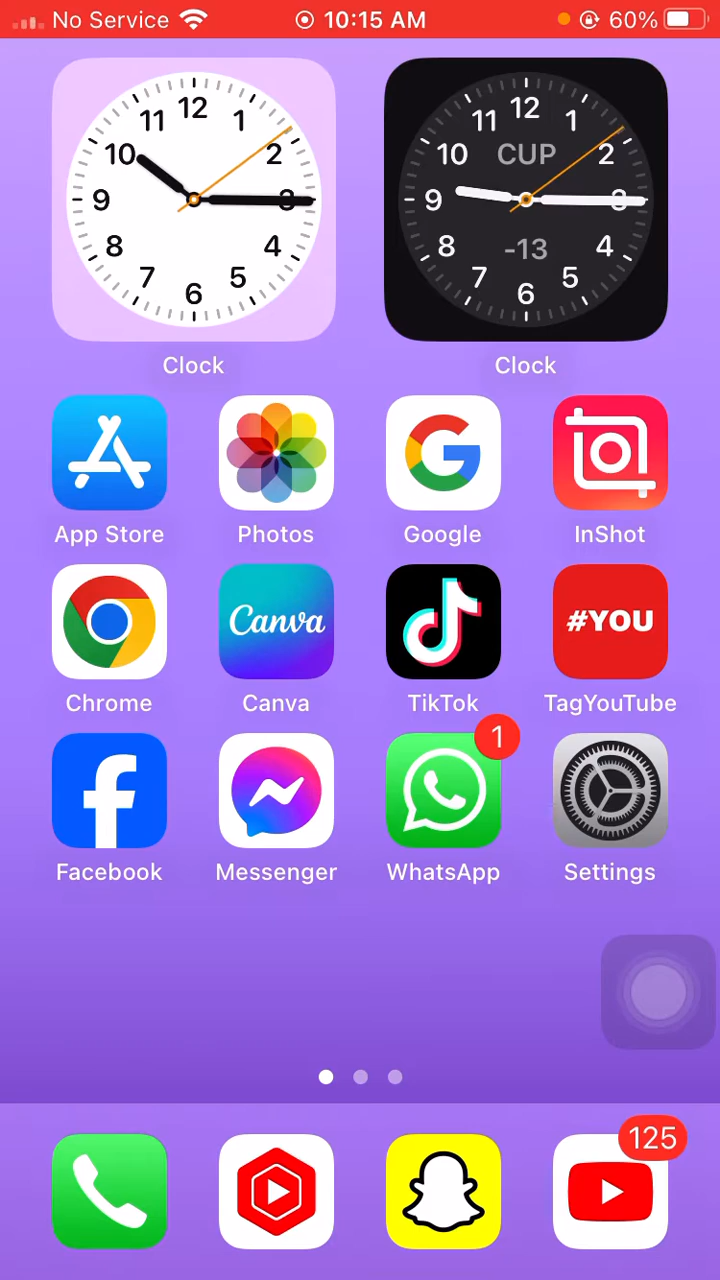 No Service 10:15 AM 60%
12
11 1
10 2
9 3
8 4
7 5
6
12
11 1
10 CUP 2
9 3
8 -13 4
7 5
6
Clock Clock
App Store Photos Google InShot
Canva #YOU
Chrome Canva TikTok TagYouTube
1
Facebook Messenger WhatsApp Settings
125